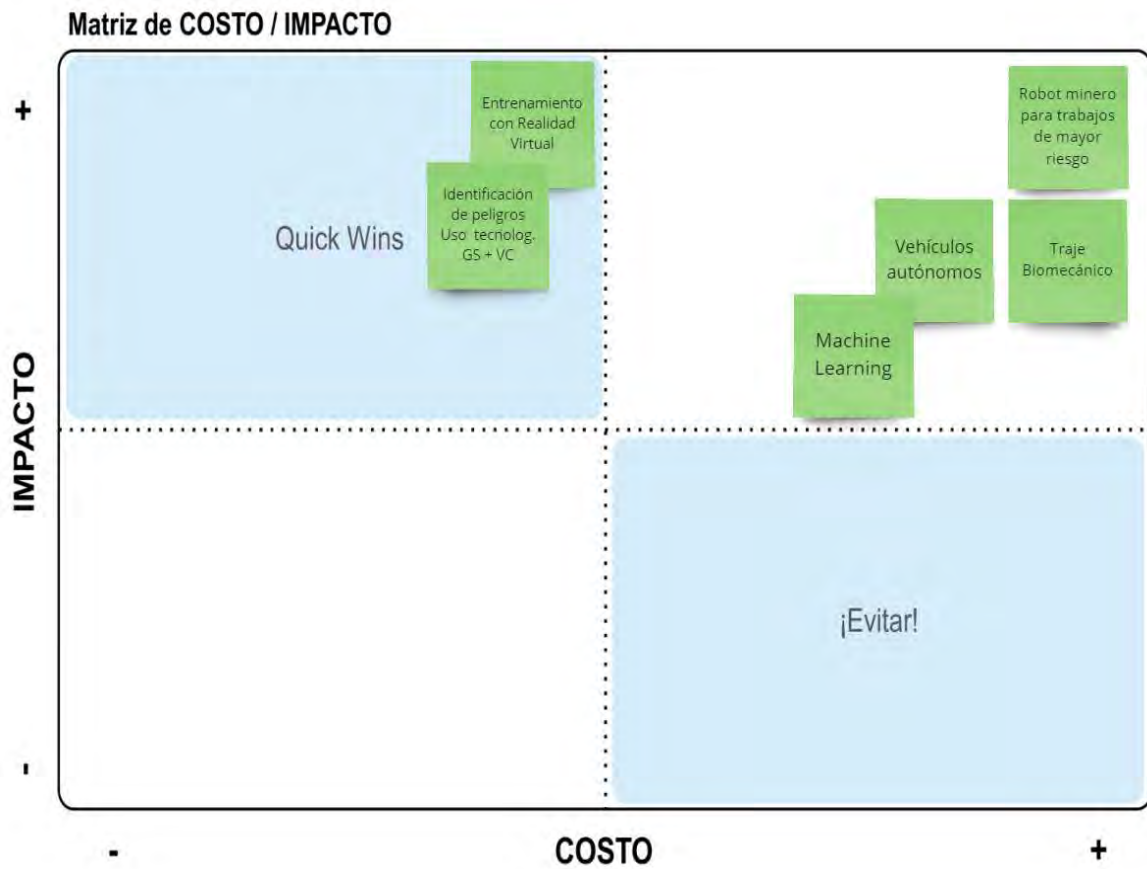 Matriz de COSTO / IMPACTO
+
Entrenamiento
con Realidad
Virtual
Identificación
de peligros
Uso tecnolog.
GS + VC
Quick Wins
Robot minero
para trabajos
de mayor
riesgo
Vehículos
autónomos
Traje
Biomecánico
Machine
Learning
IMPACTO
¡Evitar!
-
-
COSTO
+